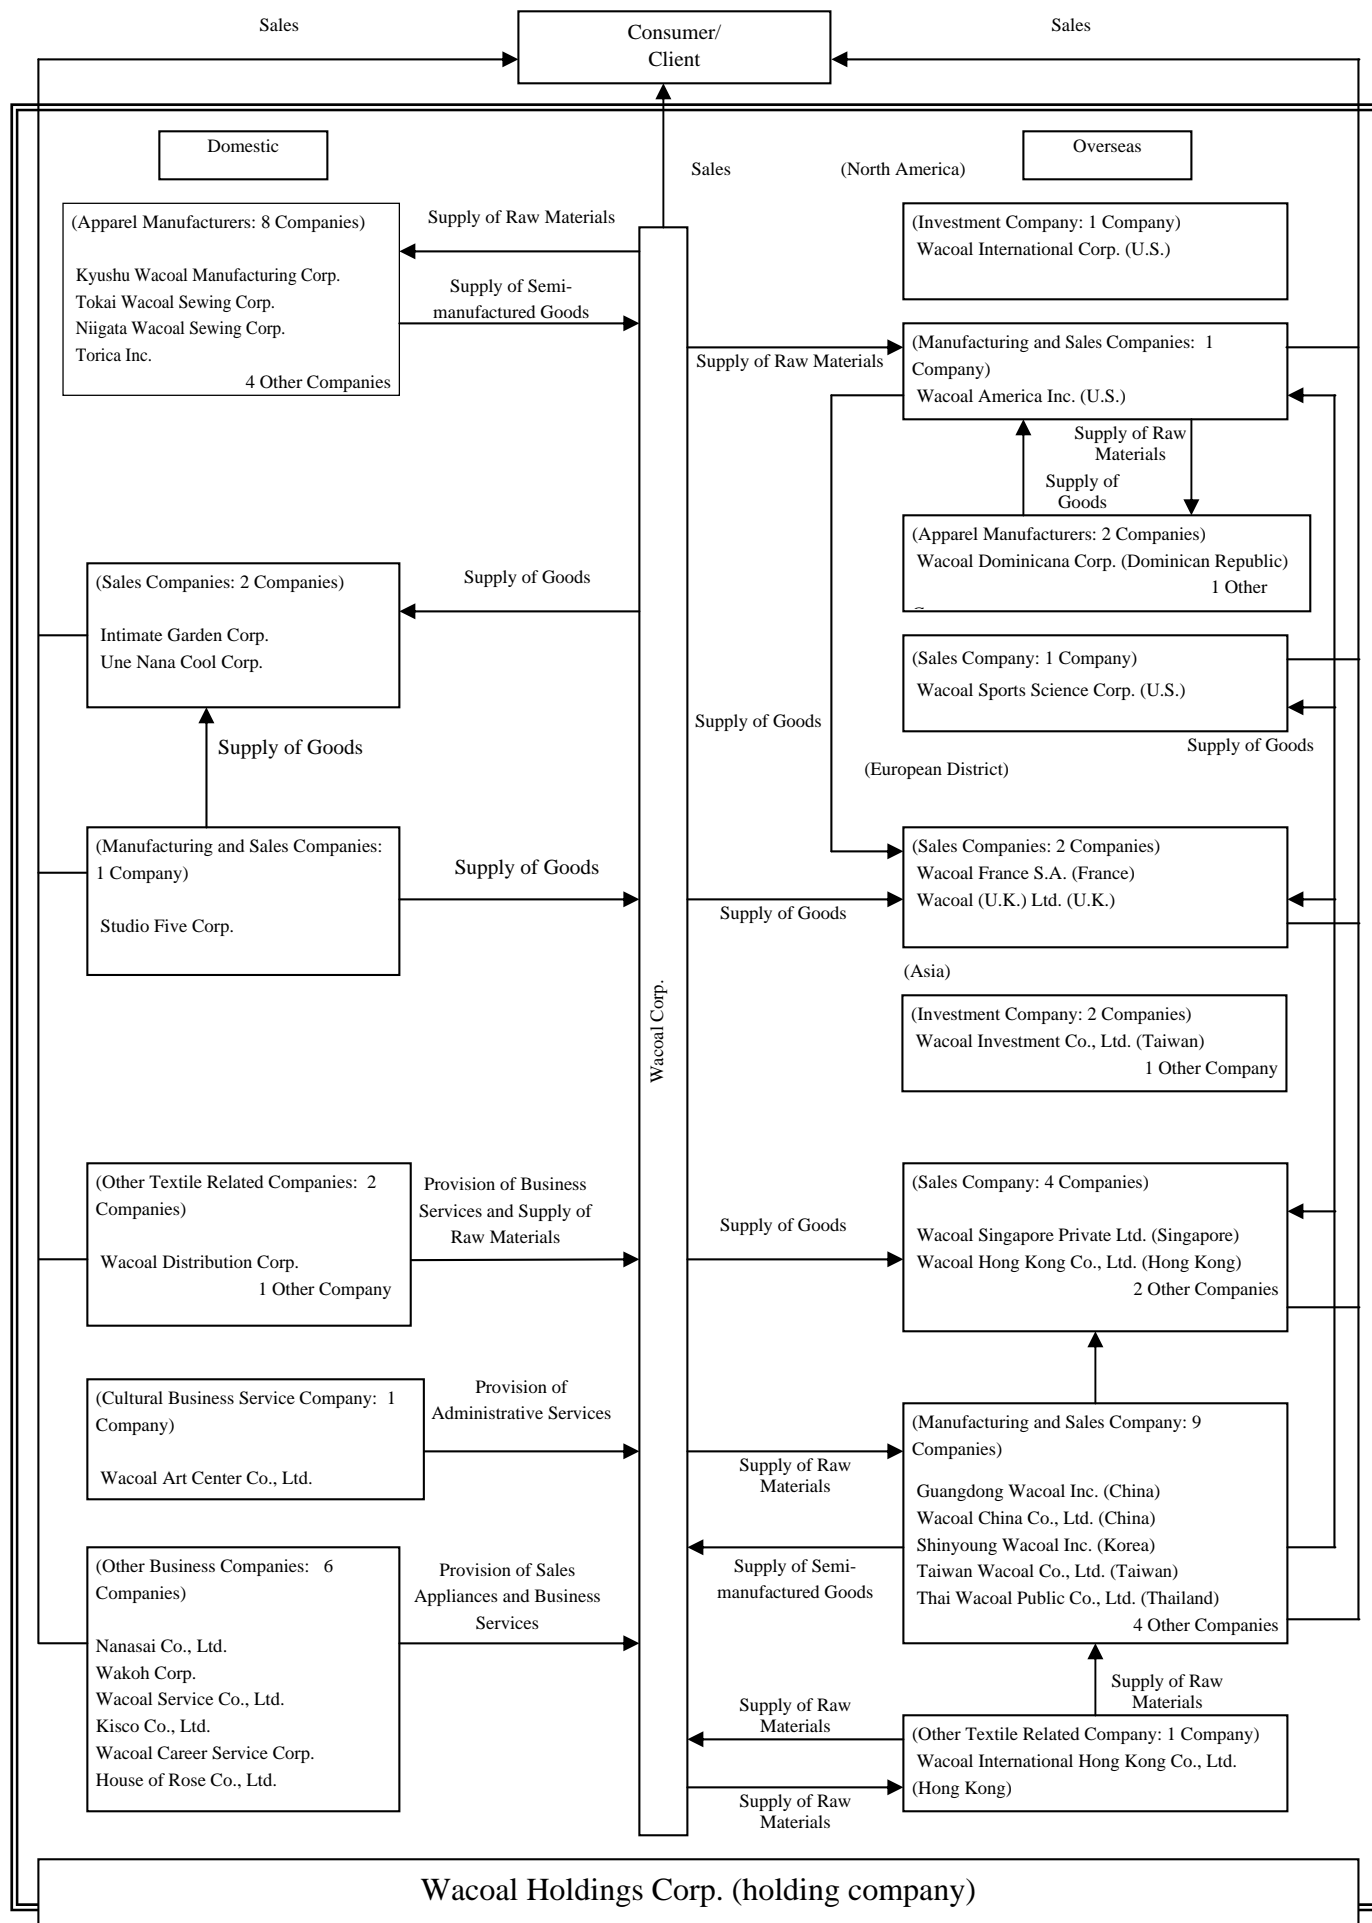 Sales
Consumer/
Client
Sales
Domestic
Sales
(North America)
Overseas
(Apparel Manufacturers: 8 Companies)
Kyushu Wacoal Manufacturing Corp.
Tokai Wacoal Sewing Corp.
Niigata Wacoal Sewing Corp.
Torica Inc.
4 Other Companies
Supply of Raw Materials
Supply of Semi-
manufactured Goods
(Investment Company: 1 Company)
Wacoal International Corp. (U.S.)
Supply of Raw Materials
(Manufacturing and Sales Companies: 1
Company)
Wacoal America Inc. (U.S.)
Supply of Raw
Materials
Supply of
Goods
(Apparel Manufacturers: 2 Companies)
Wacoal Dominicana Corp. (Dominican Republic)
1 Other
(Sales Companies: 2 Companies)
Intimate Garden Corp.
Une Nana Cool Corp.
Supply of Goods
(Sales Company: 1 Company)
Wacoal Sports Science Corp. (U.S.)
Supply of Goods
Supply of Goods
Supply of Goods
(European District)
(Manufacturing and Sales Companies:
1 Company)
Studio Five Corp.
Supply of Goods
Supply of Goods
(Sales Companies: 2 Companies)
Wacoal France S.A. (France)
Wacoal (U.K.) Ltd. (U.K.)
Wacoal Corp.
(Asia)
(Investment Company: 2 Companies)
Wacoal Investment Co., Ltd. (Taiwan)
1 Other Company
(Other Textile Related Companies: 2
Companies)
Wacoal Distribution Corp.
1 Other Company
Provision of Business
Services and Supply of
Raw Materials
Supply of Goods
(Sales Company: 4 Companies)
Wacoal Singapore Private Ltd. (Singapore)
Wacoal Hong Kong Co., Ltd. (Hong Kong)
2 Other Companies
(Cultural Business Service Company: 1
Company)
Wacoal Art Center Co., Ltd.
Provision of
Administrative Services
Supply of Raw
Materials
(Manufacturing and Sales Company: 9
Companies)
Guangdong Wacoal Inc. (China)
Wacoal China Co., Ltd. (China)
Shinyoung Wacoal Inc. (Korea)
Taiwan Wacoal Co., Ltd. (Taiwan)
Thai Wacoal Public Co., Ltd. (Thailand)
4 Other Companies
Supply of Semi-
manufactured Goods
(Other Business Companies: 6
Companies)
Nanasai Co., Ltd.
Wakoh Corp.
Wacoal Service Co., Ltd.
Kisco Co., Ltd.
Wacoal Career Service Corp.
House of Rose Co., Ltd.
Provision of Sales
Appliances and Business
Services
Supply of Raw
Materials
Supply of Raw
Materials
(Other Textile Related Company: 1 Company)
Wacoal International Hong Kong Co., Ltd.
(Hong Kong)
Supply of Raw
Materials
Wacoal Holdings Corp. (holding company)